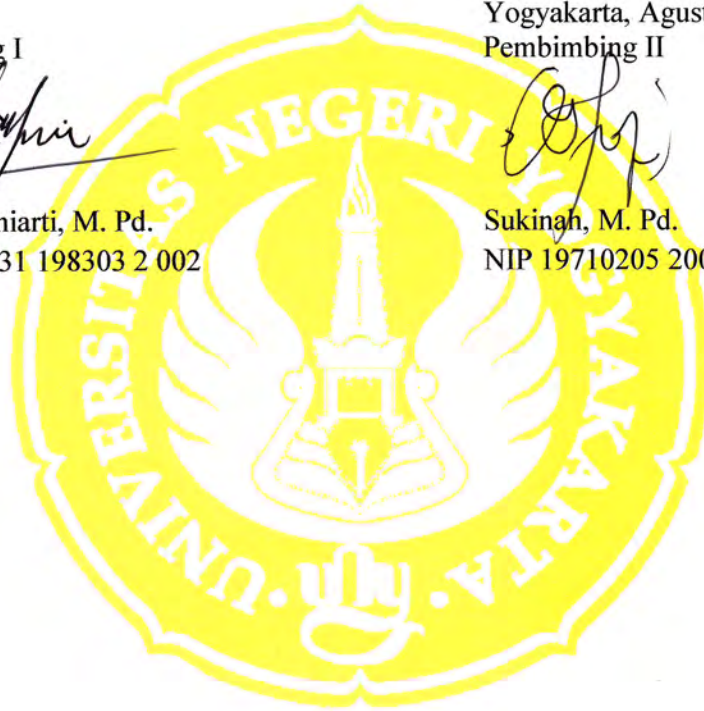 Yogyakarta, Agust
g I
Pembimbing II
niarti, M. Pd.
Sukinah, M. Pd.
31 198303 2 002
NIP 19710205 200
UNIVERSITAS NEGERI YOGYAKARTA
uny